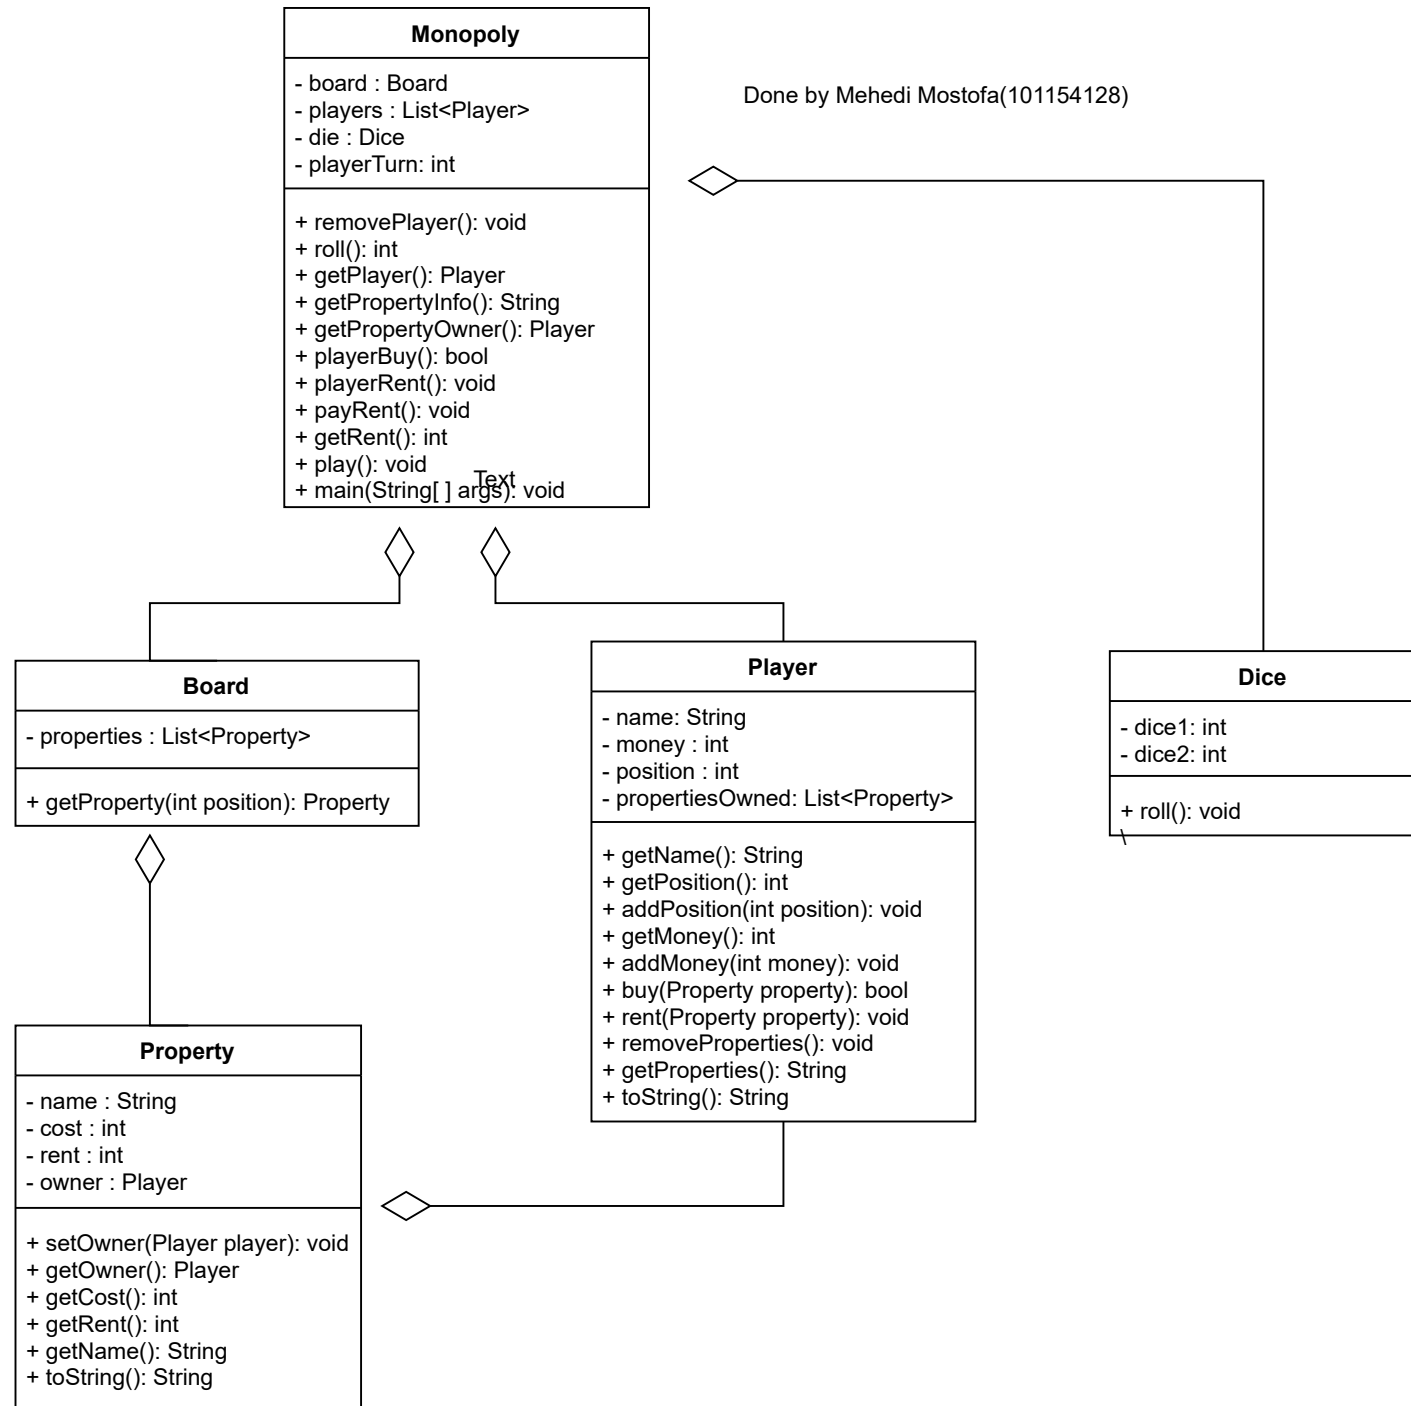 Monopoly
- board : Board
- players : List<Player>
- die : Dice
- playerTurn: int
Done by Mehedi Mostofa(101154128)
+ removePlayer(): void
+ roll(): int
+ getPlayer(): Player
+ getPropertyInfo(): String
+ getPropertyOwner(): Player
+ playerBuy(): bool
+ playerRent(): void
+ payRent(): void
+ getRent(): int
+ play(): void
Text
+ main(String[ ] args): void
Board
- properties : List<Property>
+ getProperty(int position): Property
Player
- name: String
- money : int
- position : int
- propertiesOwned: List<Property>
+ getName(): String
+ getPosition(): int
+ addPosition(int position): void
+ getMoney(): int
+ addMoney(int money): void
+ buy(Property property): bool
+ rent(Property property): void
+ removeProperties(): void
+ getProperties(): String
+ toString(): String
Dice
- dice1: int
- dice2: int
+ roll(): void
\
Property
- name : String
- cost : int
- rent : int
- owner : Player
+ setOwner(Player player): void
+ getOwner(): Player
+ getCost(): int
+ getRent(): int
+ getName(): String
+ toString(): String